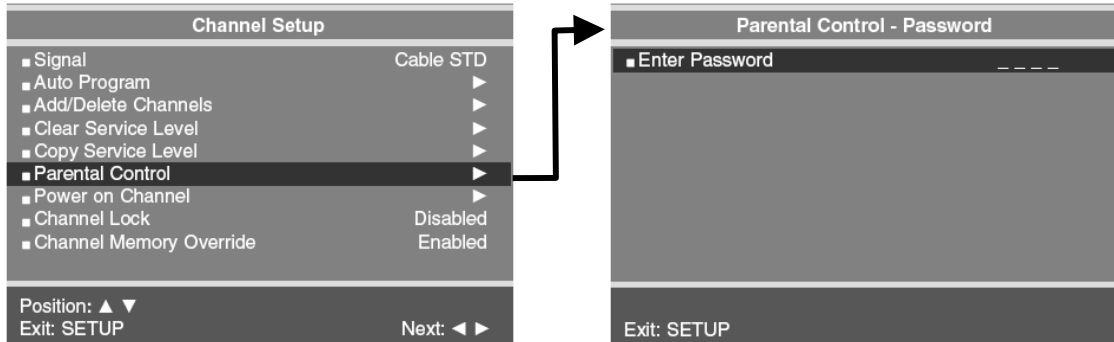 Channel Setup
■ Signal Cable STD
■ Auto Program ►
■ Add/Delete Channels ►
■ Clear Service Level ►
■ Copy Service Level ►
■ Parental Control ►
■ Power on Channel ►
■ Channel Lock Disabled
■ Channel Memory Override Enabled
Position: ▲ ▼
Exit: SETUP Next: ◄ ►
Parental Control - Password
■ Enter Password _ _ _ _
Exit: SETUP